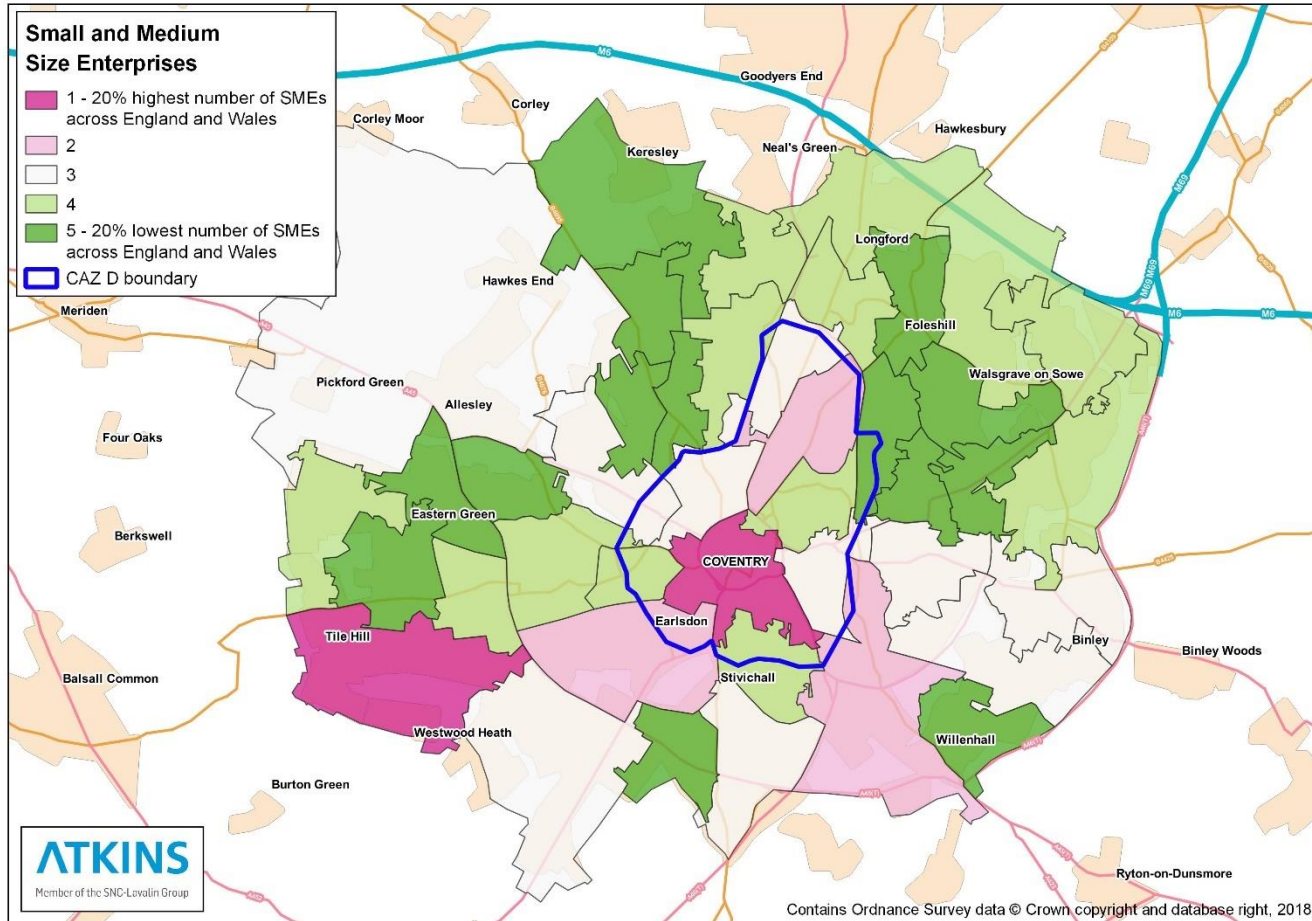 Small and Medium
Size Enterprises
1 - 20% highest number of SMEs
across England and Wales
2
3
4
5 - 20% lowest number of SMEs
across England and Wales
CAZ D boundary
M6
Goodyers End
Corley
Corley Moor
Hawkesbury
Keresley
Neal's Green
M69
Longford
M69
M69
Hawkes End
M6
M6
Meriden
Foleshill
Walsgrave on Sowe
Pickford Green
Allesley
Four Oaks
Eastern Green
Berkswell
COVENTRY
Earlsdon
Tile Hill
Binley
Binley Woods
Balsall Common
Stivichall
Westwood Heath
Willenhall
Burton Green
ATKINS
Member of the SNC-Lavalin Group
Ryton-on-Dunsmore
Contains Ordnance Survey data © Crown copyright and database right, 2018